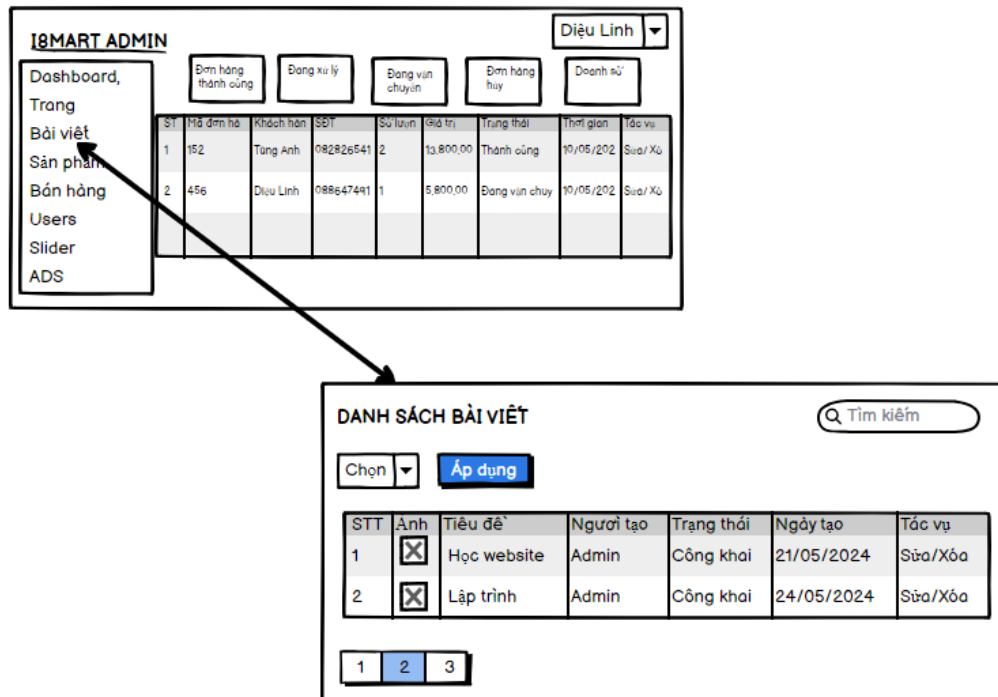 I8MART ADMIN
Diệu Linh
Dashboard,
Trang
Bài viết
Sản phẩm
Bán hàng
Users
Slider
ADS
Đơn hàng
thành công
Đang xử lý
Đang vận
chuyển
Đơn hàng
hủy
Doanh số
ST Mã đơn hà Khách hàn SĐT Số lượn Giá trị Trạng thái Thời gian Tác vụ
1 152 Tùng Anh 082826541 2 13,800,00 Thành công 10/05/202 Sửa/ Xó
2 456 Diệu Linh 088647491 1 5,800,00 Đang vận chuy 10/05/202 Sửa/ Xó
DANH SÁCH BÀI VIẾT
Tìm kiếm
Chọn
Áp dụng
STT Ảnh Tiêu đề Người tạo Trạng thái Ngày tạo Tác vụ
1 Học website Admin Công khai 21/05/2024 Sửa/Xóa
2 Lập trình Admin Công khai 24/05/2024 Sửa/Xóa
1 2 3